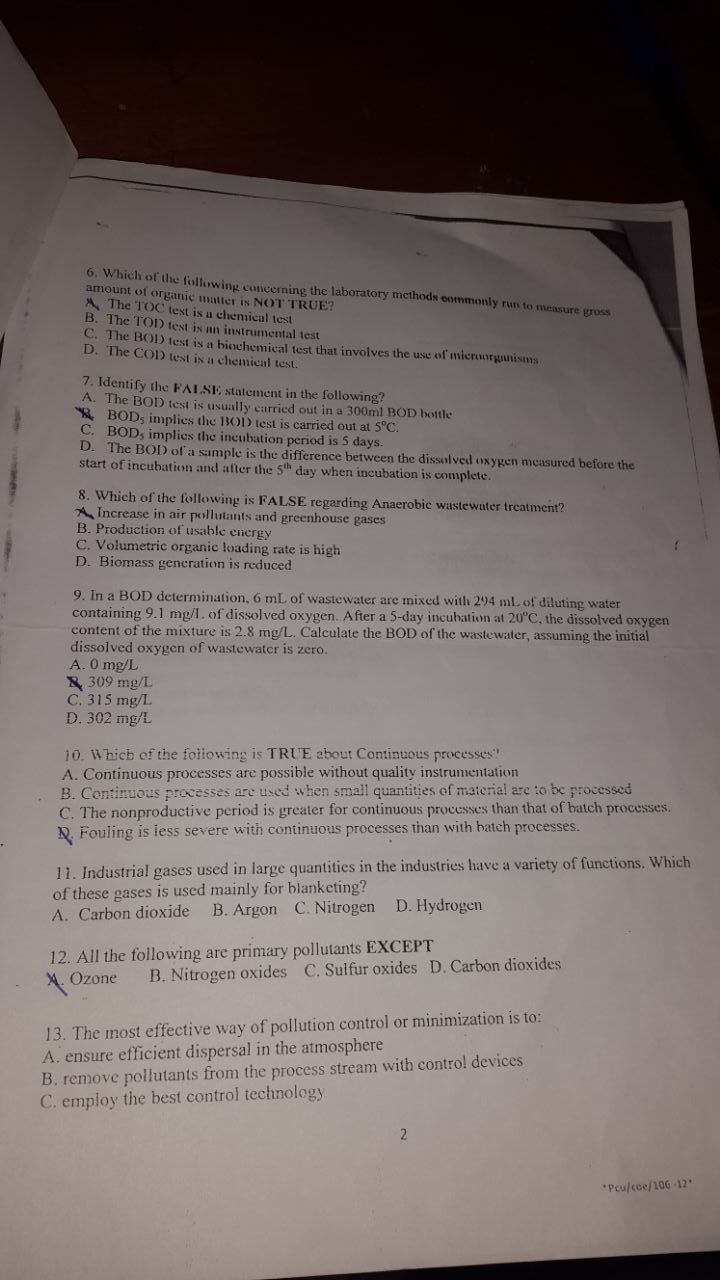 6. Which of the following concerning the laboratory methods commonly run to measure gross
amount of organic matter is NOT TRUE?
A. The TOC test is a chemical test
B. The TOD test is an instrumental test
C. The BOD test is a biochemical test that involves the use of microorganisms
D. The COD test is a chemical test.
7. Identify the FALSE statement in the following?
A. The BOD test is usually carried out in a 300ml BOD bottle
B. BOD₅ implies the BOD test is carried out at 5°C.
C. BOD₅ implies the incubation period is 5 days.
D. The BOD of a sample is the difference between the dissolved oxygen measured before the
start of incubation and after the 5th day when incubation is complete.
8. Which of the following is FALSE regarding Anaerobic wastewater treatment?
A. Increase in air pollutants and greenhouse gases
B. Production of usable energy
C. Volumetric organic loading rate is high
D. Biomass generation is reduced
9. In a BOD determination, 6 mL of wastewater are mixed with 294 mL of diluting water
containing 9.1 mg/L of dissolved oxygen. After a 5-day incubation at 20°C, the dissolved oxygen
content of the mixture is 2.8 mg/L. Calculate the BOD of the wastewater, assuming the initial
dissolved oxygen of wastewater is zero.
A. 0 mg/L
B. 309 mg/L
C. 315 mg/L
D. 302 mg/L
10. Which of the following is TRUE about Continuous processes?
A. Continuous processes are possible without quality instrumentation
B. Continuous processes are used when small quantities of material are to be processed
C. The nonproductive period is greater for continuous processes than that of batch processes.
D. Fouling is less severe with continuous processes than with batch processes.
11. Industrial gases used in large quantities in the industries have a variety of functions. Which
of these gases is used mainly for blanketing?
A. Carbon dioxide B. Argon C. Nitrogen D. Hydrogen
12. All the following are primary pollutants EXCEPT
A. Ozone B. Nitrogen oxides C. Sulfur oxides D. Carbon dioxides
13. The most effective way of pollution control or minimization is to:
A. ensure efficient dispersal in the atmosphere
B. remove pollutants from the process stream with control devices
C. employ the best control technology
2
"Pcu/coe/106 -12"